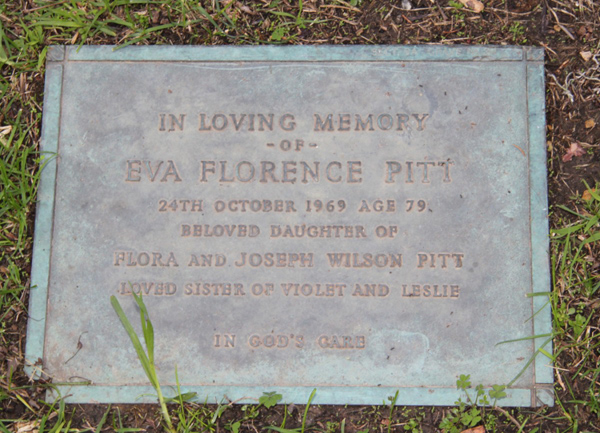 IN LOVING MEMORY
- OF -
EVA FLORENCE PITT
24TH OCTOBER 1969 AGE 79.
BELOVED DAUGHTER OF
FLORA AND JOSEPH WILSON PITT
LOVED SISTER OF VIOLET AND LESLIE
IN GOD'S CARE